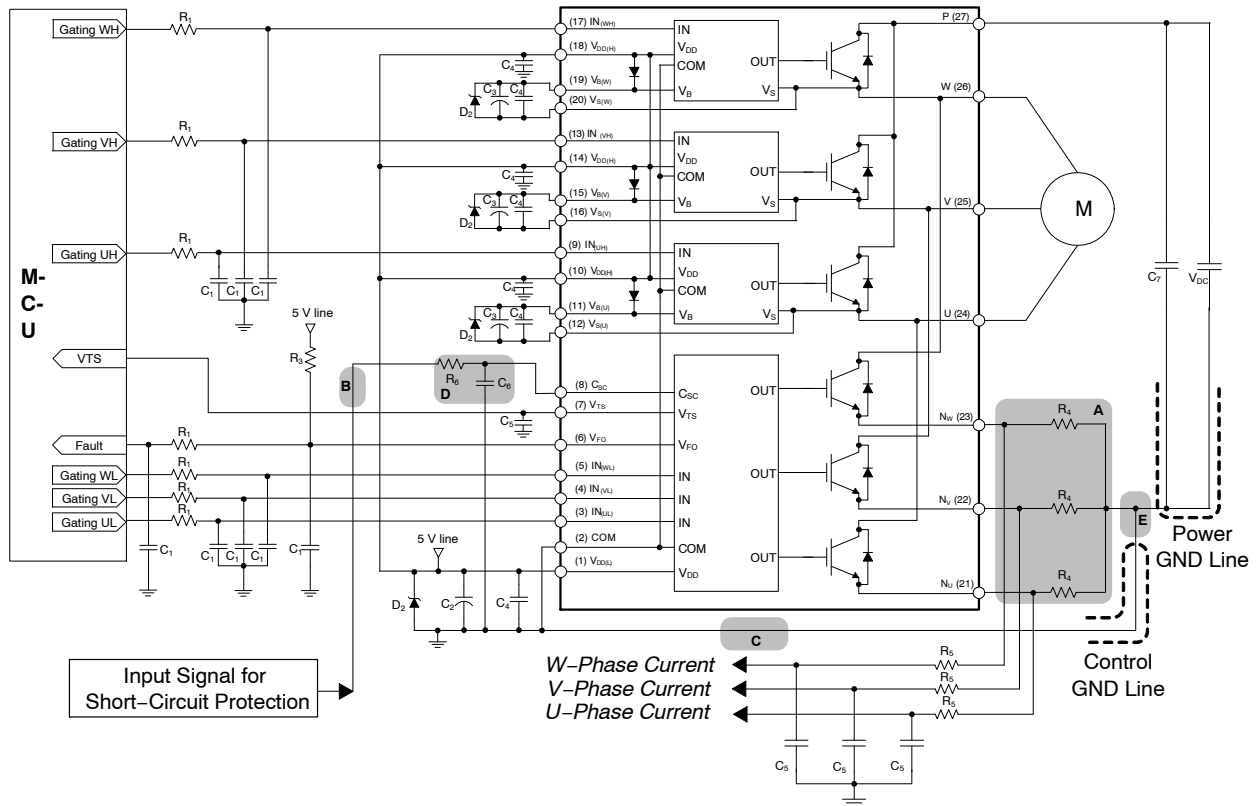 M-
C-
U
Gating WH
Gating VH
Gating UH
VTS
Fault
Gating WL
Gating VL
Gating UL
R1
R1
R1
R1
R1
R1
R1
C1
C1
C1
C1
C1
C1
C1
C1
5 V line
R3
5 V line
D2
C2
C4
C4
C3
C4
D2
C4
C3
C4
D2
C4
C3
C4
D2
B
R6
C6
D
C5
(17) IN(WH)
(18) VDD(H)
(19) VB(W)
(20) VS(W)
(13) IN (VH)
(14) VDD(H)
(15) VB(V)
(16) VS(V)
(9) IN(UH)
(10) VDD(H)
(11) VB(U)
(12) VS(U)
(8) CSC
(7) VTS
(6) VFO
(5) IN(WL)
(4) IN(VL)
(3) IN(UL)
(2) COM
(1) VDD(L)
IN
VDD
COM
VB
OUT
VS
IN
VDD
COM
VB
OUT
VS
IN
VDD
COM
VB
OUT
VS
CSC
VTS
VFO
IN
IN
IN
COM
VDD
OUT
OUT
OUT
P (27)
W (26)
V (25)
U (24)
NW (23)
NV (22)
NU (21)
M
C7
VDC
A
R4
R4
R4
E
Power
GND Line
Control
GND Line
C
Input Signal for
Short−Circuit Protection
W−Phase Current
V−Phase Current
U−Phase Current
R5
R5
R5
C5
C5
C5